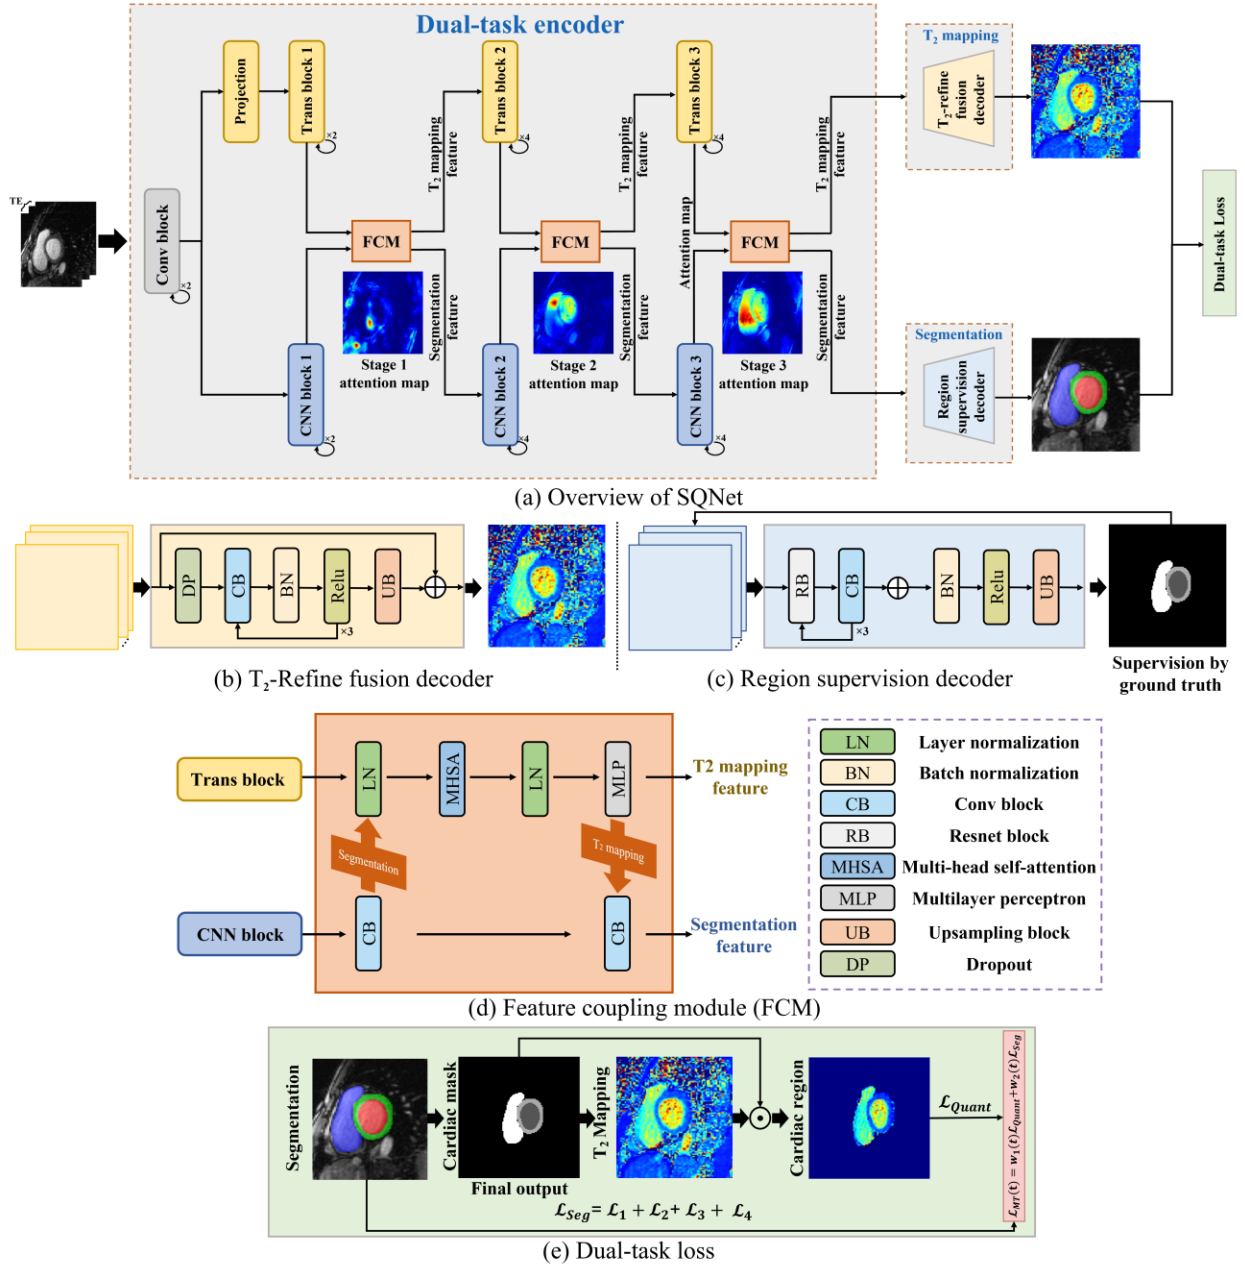 Dual-task encoder
TE
Conv block
×2
Projection
Trans block 1
×2
CNN block 1
×2
FCM
Stage 1
attention map
T₂ mapping
feature
Segmentation
feature
Trans block 2
×4
CNN block 2
×4
FCM
Stage 2
attention map
T₂ mapping
feature
Segmentation
feature
Trans block 3
×4
Attention map
CNN block 3
×4
FCM
Stage 3
attention map
T₂ mapping
feature
Segmentation
feature
T₂ mapping
T₂-refine
fusion
decoder
Segmentation
Region
supervision
decoder
Dual-task Loss
(a) Overview of SQNet
DP
CB
BN
Relu
UB
×3
(b) T₂-Refine fusion decoder
RB
CB
×3
BN
Relu
UB
Supervision by
ground truth
(c) Region supervision decoder
Trans block
LN
MHSA
LN
MLP
T2 mapping
feature
Segmentation
T₂ mapping
CNN block
CB
CB
Segmentation
feature
LN Layer normalization
BN Batch normalization
CB Conv block
RB Resnet block
MHSA Multi-head self-attention
MLP Multilayer perceptron
UB Upsampling block
DP Dropout
(d) Feature coupling module (FCM)
Segmentation
Cardiac mask
Final output
T₂ Mapping
Cardiac region
ℒQuant
ℒMT(t) = w₁(t)ℒQuant+w₂(t)ℒSeg
ℒSeg= ℒ₁ + ℒ₂+ ℒ₃ + ℒ₄
(e) Dual-task loss